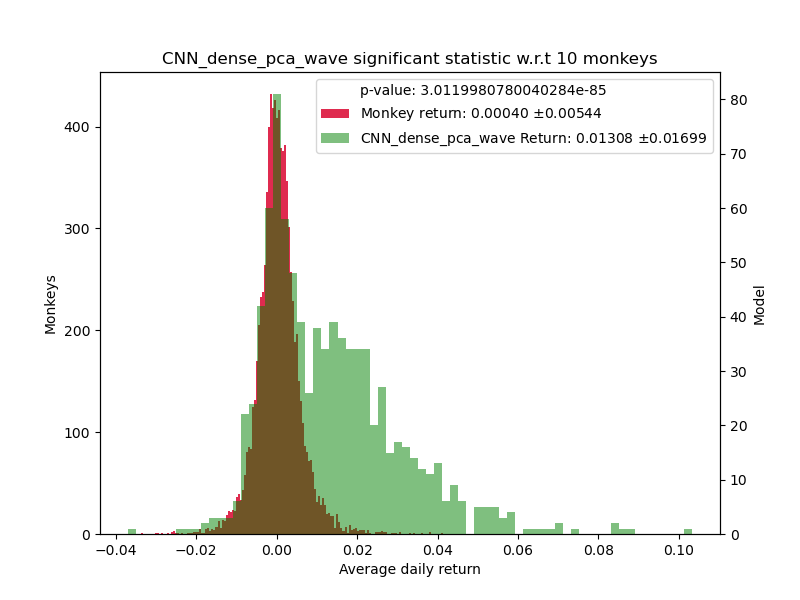 CNN_dense_pca_wave significant statistic w.r.t 10 monkeys
p-value: 3.0119980780040284e-85
Monkey return: 0.00040 ±0.00544
CNN_dense_pca_wave Return: 0.01308 ±0.01699
Monkeys
400
300
200
100
0
Model
80
70
60
50
40
30
20
10
0
−0.04 −0.02 0.00 0.02 0.04 0.06 0.08 0.10
Average daily return